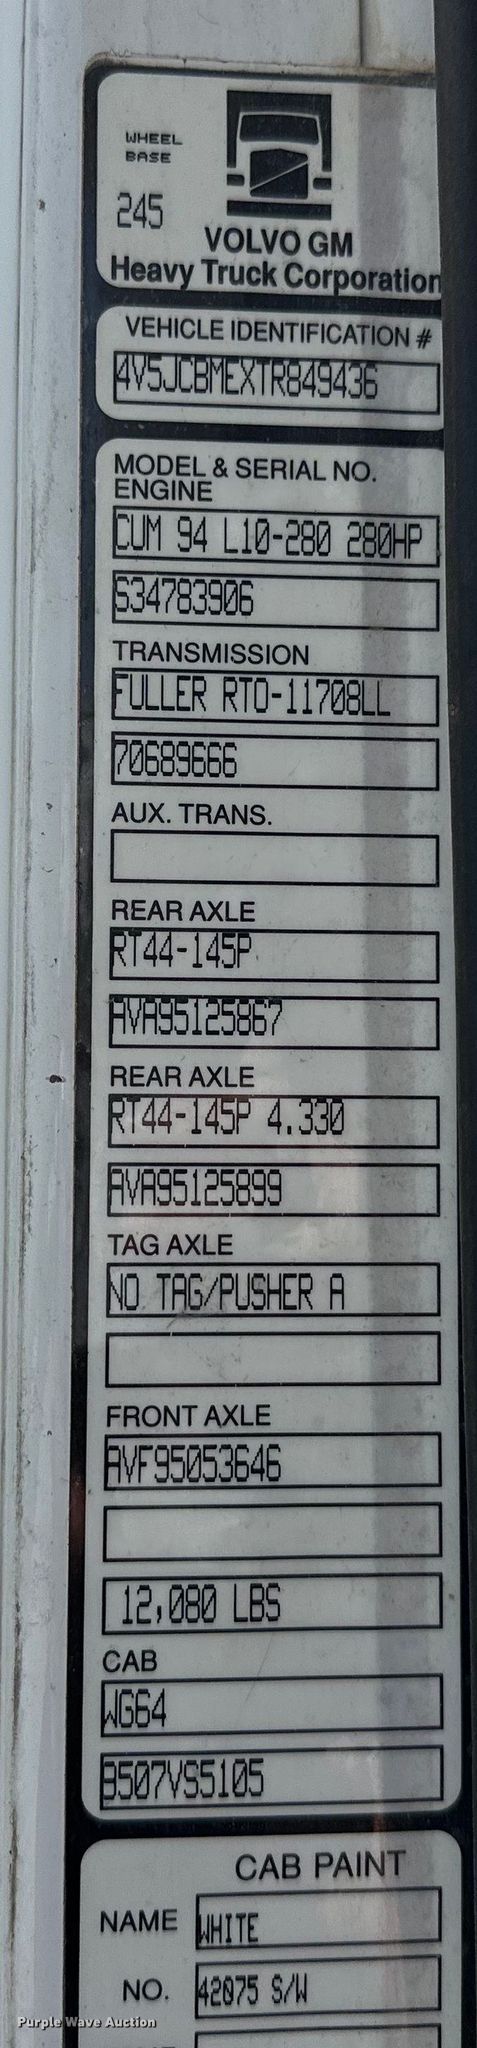 WHEEL
BASE
245
VOLVO GM
Heavy Truck Corporation
VEHICLE IDENTIFICATION #
4V5JCBMEXTR849436
MODEL & SERIAL NO.
ENGINE
CUM 94 L10-280 280HP
S34783906
TRANSMISSION
FULLER RTO-11708LL
70689666
AUX. TRANS.
REAR AXLE
RT44-145P
AVA95125867
REAR AXLE
RT44-145P 4.330
AVA95125899
TAG AXLE
NO TAG/PUSHER A
FRONT AXLE
AVF95053646
12,080 LBS
CAB
WG64
B507VS5105
CAB PAINT
NAME WHITE
NO. 42075 S/W
Purple Wave Auction